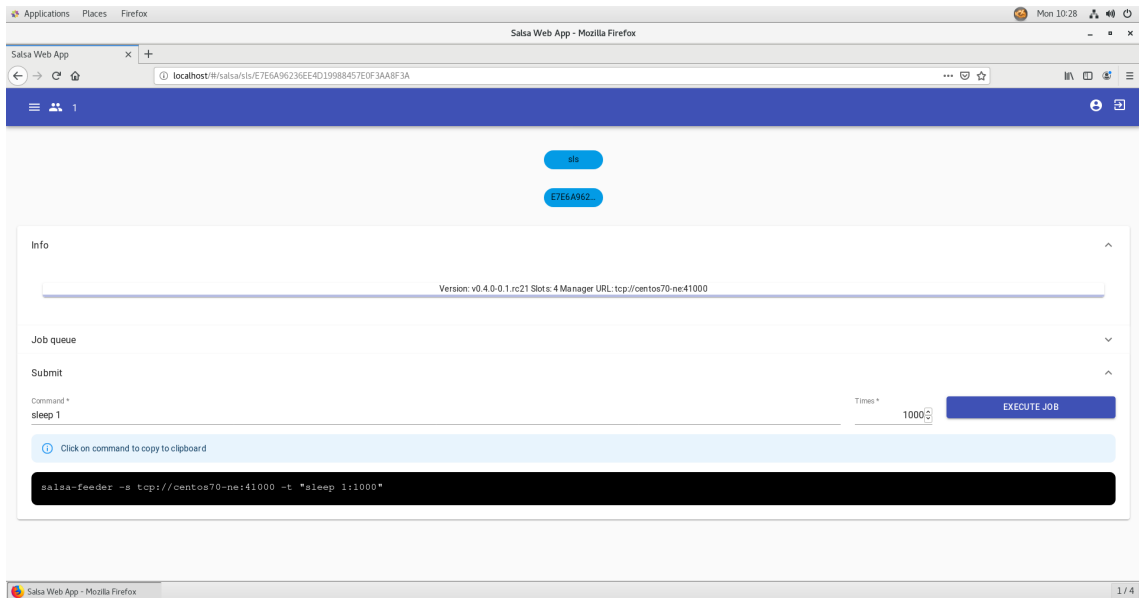 Applications Places Firefox Mon 10:28
Salsa Web App - Mozilla Firefox
Salsa Web App
localhost/#/salsa/sls/E7E6A96236EE4D19988457E0F3AA8F3A
1
sls
E7E6A962...
Info
Version: v0.4.0-0.1.rc21 Slots: 4 Manager URL: tcp://centos70-ne:41000
Job queue
Submit
Command * Times *
sleep 1 1000 EXECUTE JOB
Click on command to copy to clipboard
salsa-feeder -s tcp://centos70-ne:41000 -t "sleep 1:1000"
Salsa Web App - Mozilla Firefox 1 / 4